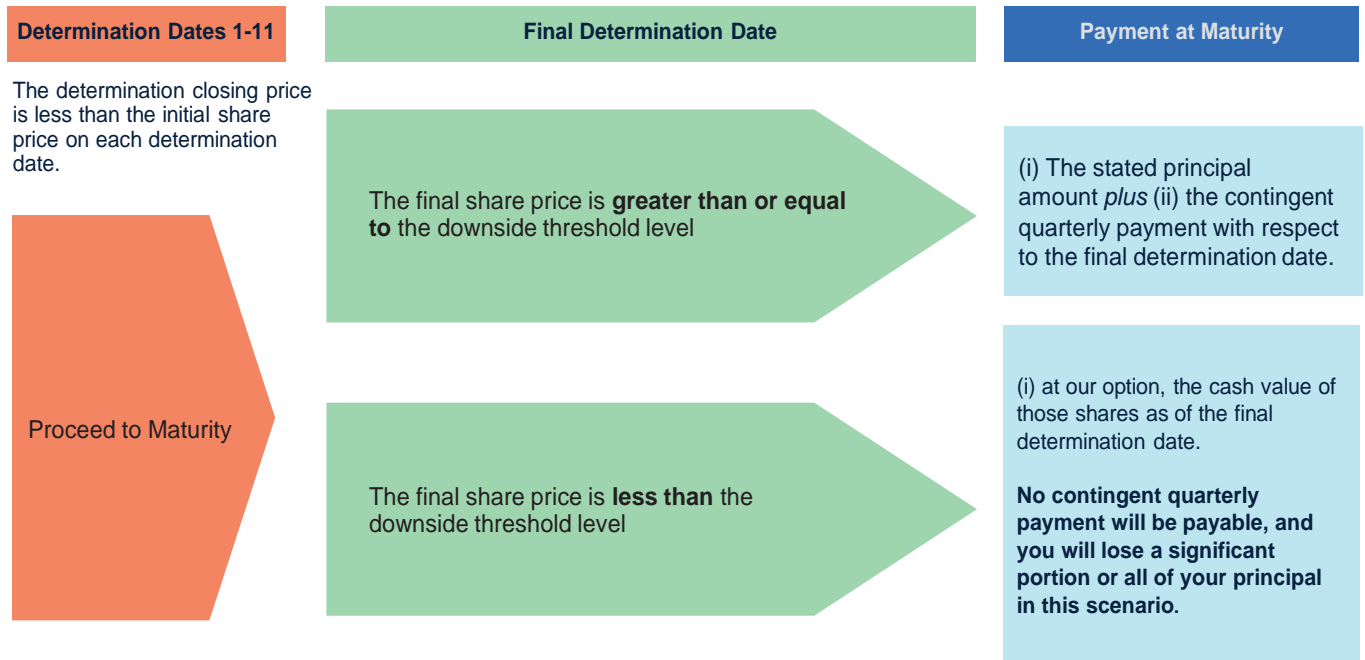 Determination Dates 1-11
Final Determination Date
Payment at Maturity
The determination closing price
is less than the initial share
price on each determination
date.
Proceed to Maturity
The final share price is greater than or equal
to the downside threshold level
(i) The stated principal
amount plus (ii) the contingent
quarterly payment with respect
to the final determination date.
The final share price is less than the
downside threshold level
(i) at our option, the cash value of
those shares as of the final
determination date.
No contingent quarterly
payment will be payable, and
you will lose a significant
portion or all of your principal
in this scenario.